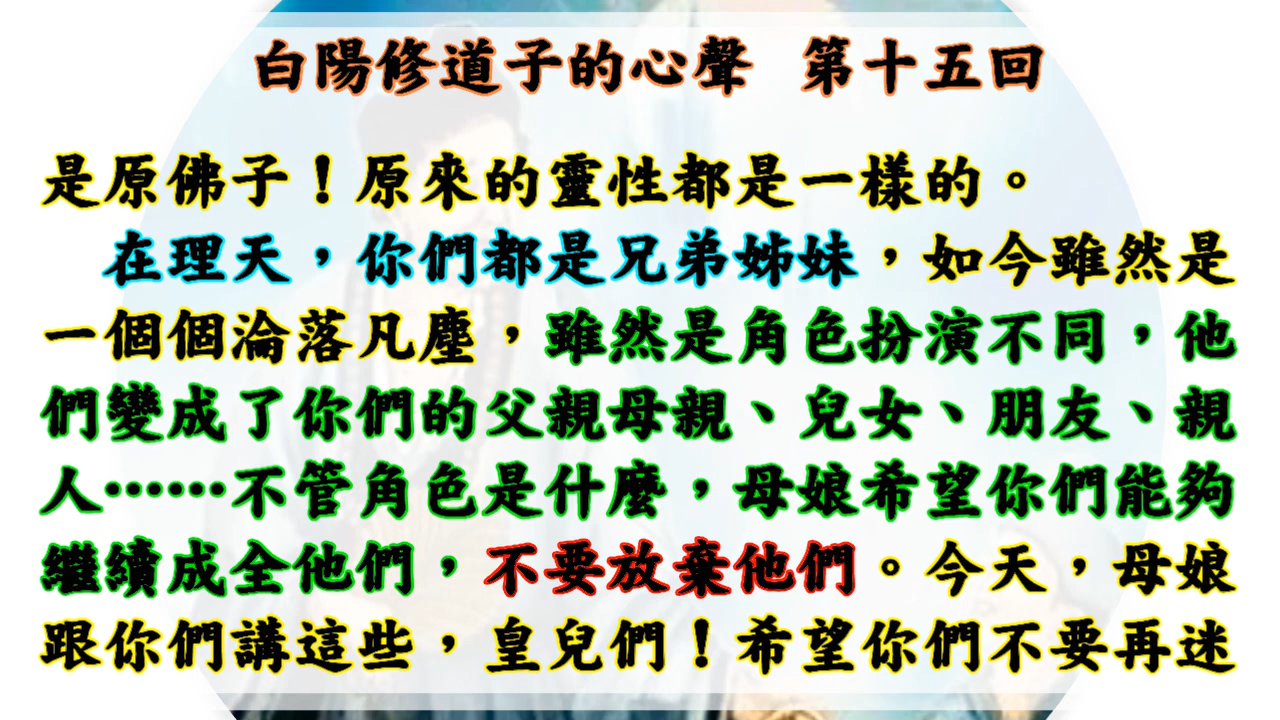 白陽修道子的心聲 第十五回
是原佛子！原來的靈性都是一樣的。
在理天，你們都是兄弟姊妹，如今雖然是
一個個淪落凡塵，雖然是角色扮演不同，他
們變成了你們的父親母親、兒女、朋友、親
人⋯⋯不管角色是什麼，母娘希望你們能夠
繼續成全他們，不要放棄他們。今天，母娘
跟你們講這些，皇兒們！希望你們不要再迷